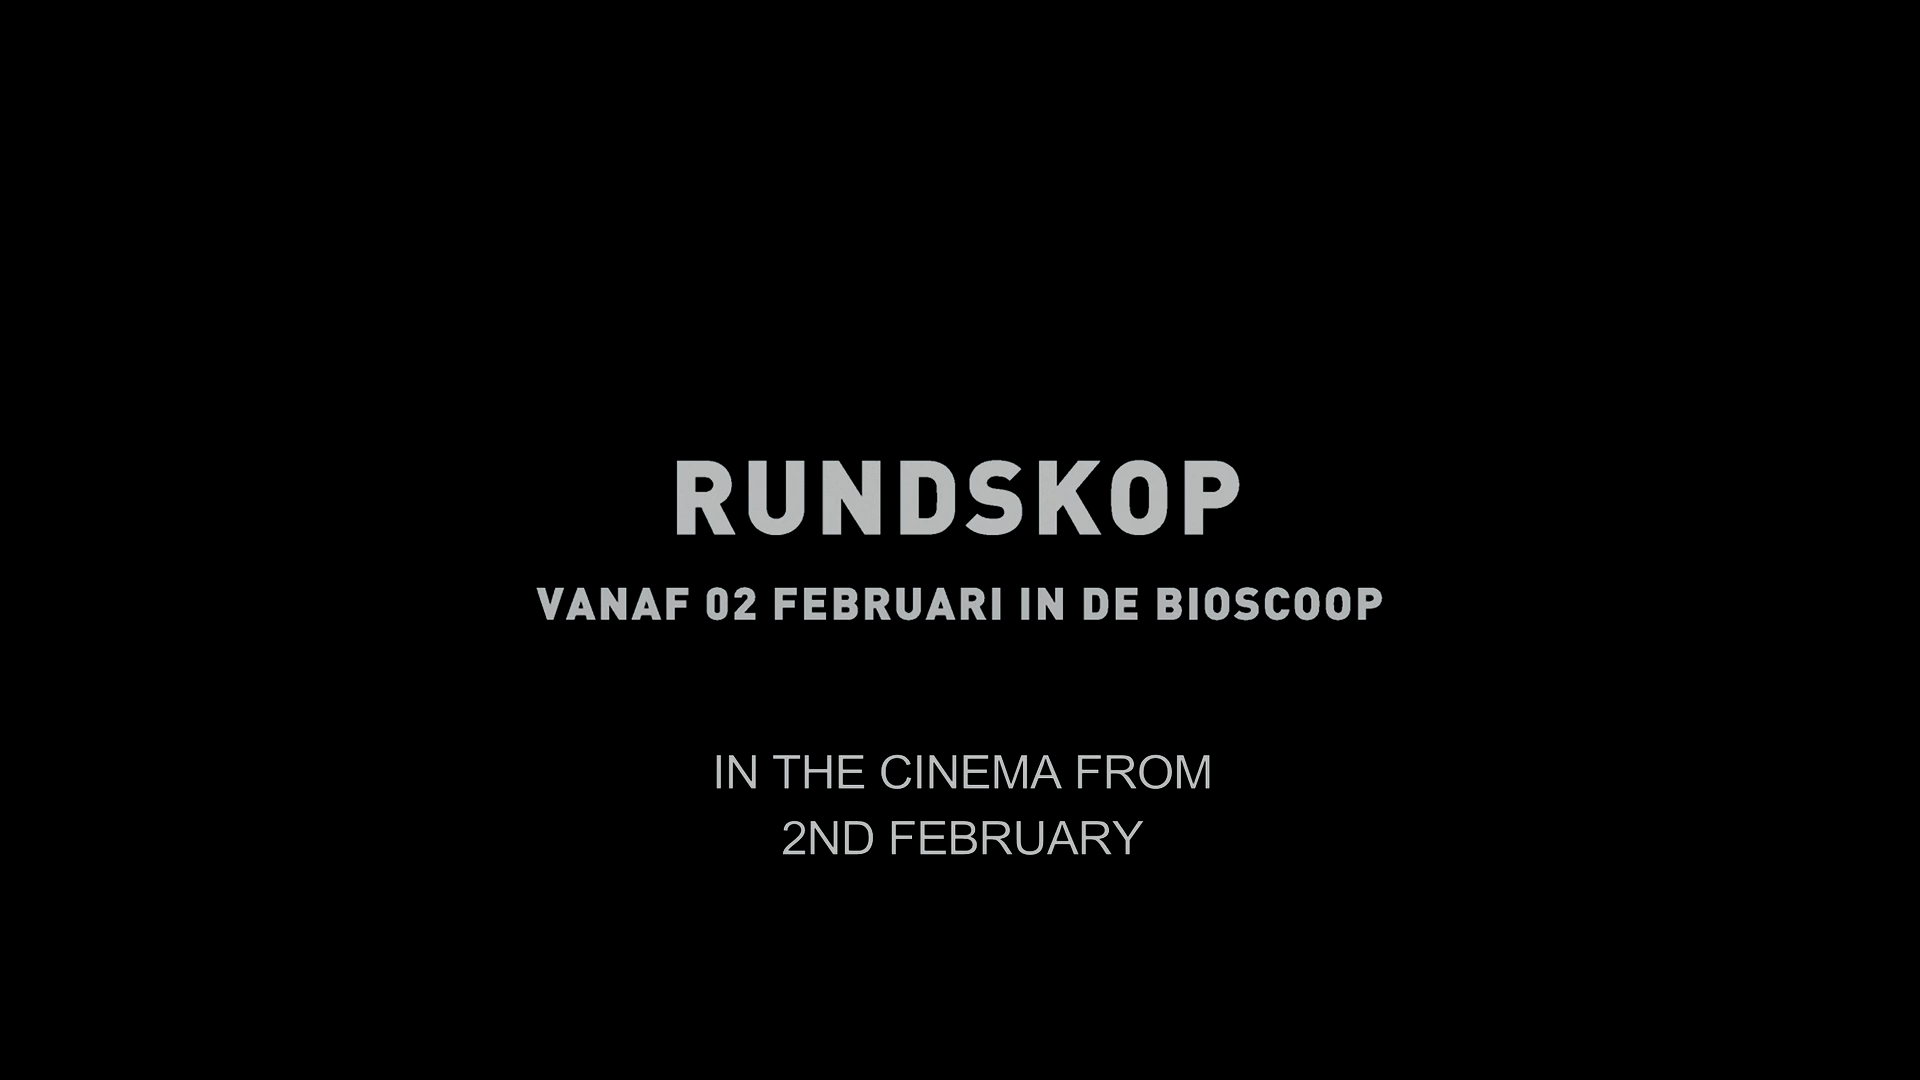 RUNDSKOP
VANAF 02 FEBRUARI IN DE BIOSCOOP
IN THE CINEMA FROM
2ND FEBRUARY